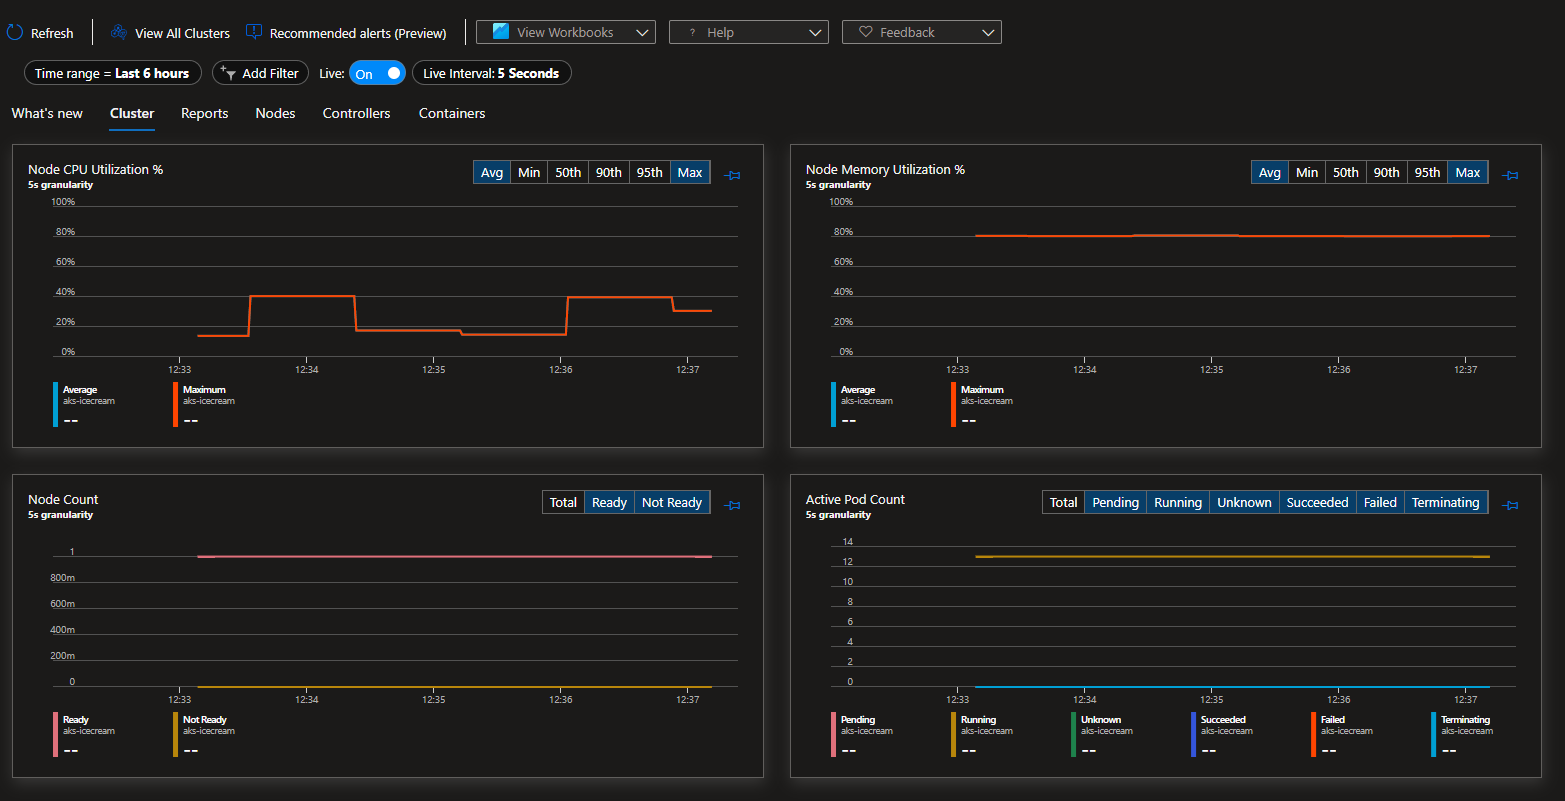 Refresh View All Clusters Recommended alerts (Preview) View Workbooks ? Help Feedback
Time range = Last 6 hours Add Filter Live: On Live Interval: 5 Seconds
What's new Cluster Reports Nodes Controllers Containers
Node CPU Utilization %
5s granularity
Avg Min 50th 90th 95th Max
100%
80%
60%
40%
20%
0%
12:33 12:34 12:35 12:36 12:37
Average Maximum
aks-icecream aks-icecream
-- --
Node Memory Utilization %
5s granularity
Avg Min 50th 90th 95th Max
100%
80%
60%
40%
20%
0%
12:33 12:34 12:35 12:36 12:37
Average Maximum
aks-icecream aks-icecream
-- --
Node Count
5s granularity
Total Ready Not Ready
1
800m
600m
400m
200m
0
12:33 12:34 12:35 12:36 12:37
Ready Not Ready
aks-icecream aks-icecream
-- --
Active Pod Count
5s granularity
Total Pending Running Unknown Succeeded Failed Terminating
14
12
10
8
6
4
2
0
12:33 12:34 12:35 12:36 12:37
Pending Running Unknown Succeeded Failed Terminating
aks-icecream aks-icecream aks-icecream aks-icecream aks-icecream aks-icecream
-- -- -- -- -- --